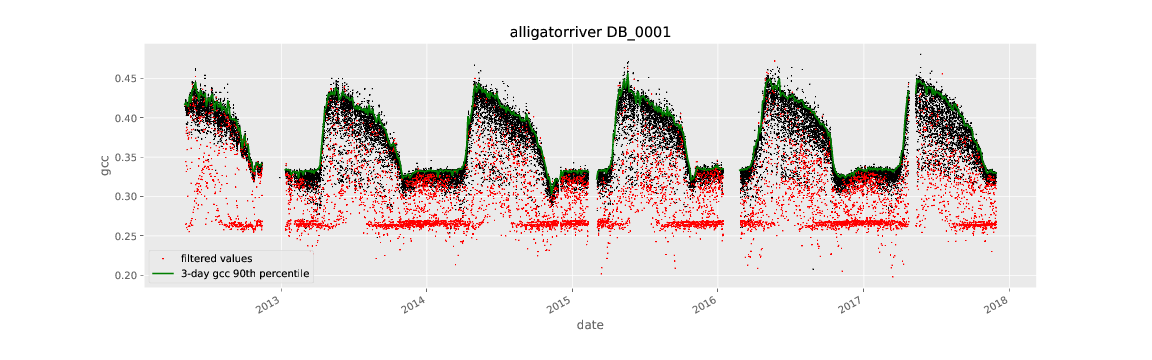 alligatorriver DB_0001
gcc
0.45
0.40
0.35
0.30
0.25
0.20
filtered values
3-day gcc 90th percentile
2013
2014
2015
2016
2017
2018
date